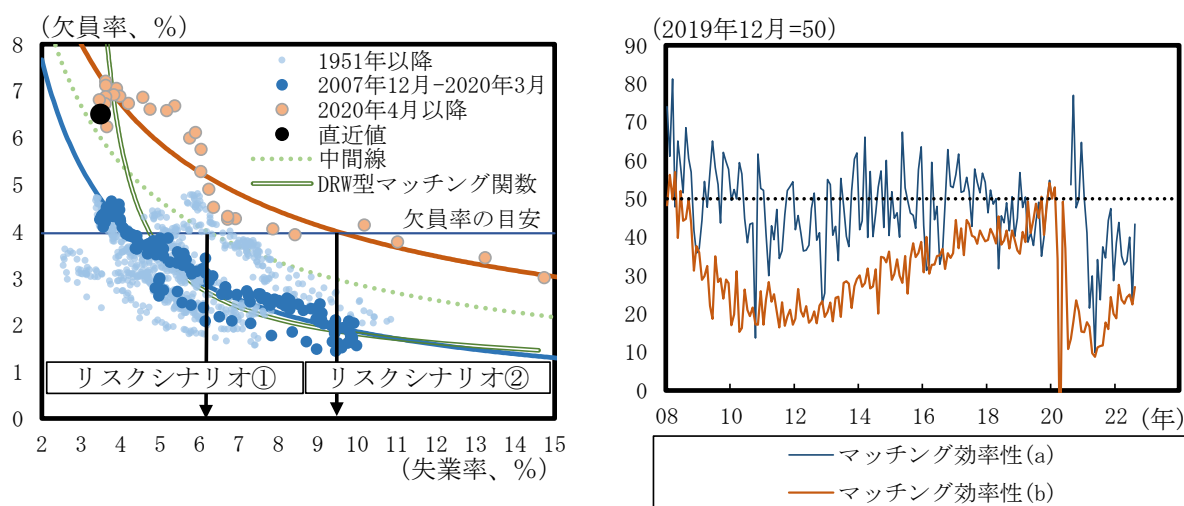 (欠員率、%)
8
7
6
5
4
3
2
1
0
1951年以降
2007年12月-2020年3月
2020年4月以降
直近値
中間線
DRW型マッチング関数
欠員率の目安
リスクシナリオ①
リスクシナリオ②
2 3 4 5 6 7 8 9 10 11 12 13 14 15
(失業率、%)
(2019年12月=50)
90
80
70
60
50
40
30
20
10
0
08 10 12 14 16 18 20 22 (年)
マッチング効率性(a)
マッチング効率性(b)